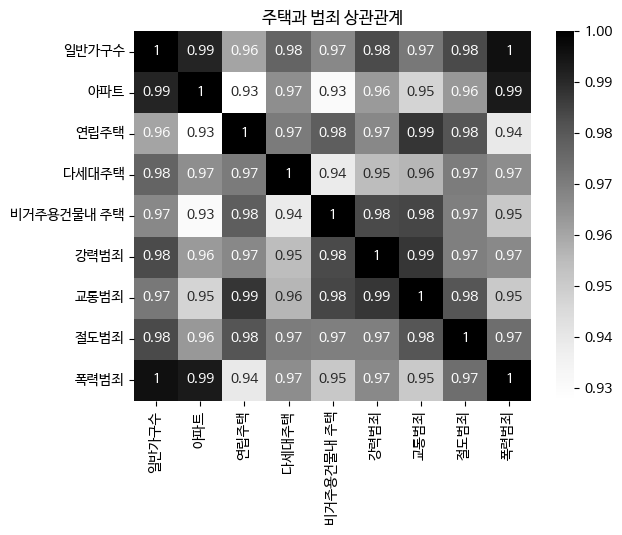 주택과 범죄 상관관계
일반가구수 1 0.99 0.96 0.98 0.97 0.98 0.97 0.98 1
아파트 0.99 1 0.93 0.97 0.93 0.96 0.95 0.96 0.99
연립주택 0.96 0.93 1 0.97 0.98 0.97 0.99 0.98 0.94
다세대주택 0.98 0.97 0.97 1 0.94 0.95 0.96 0.97 0.97
비거주용건물내 주택 0.97 0.93 0.98 0.94 1 0.98 0.98 0.97 0.95
강력범죄 0.98 0.96 0.97 0.95 0.98 1 0.99 0.97 0.97
교통범죄 0.97 0.95 0.99 0.96 0.98 0.99 1 0.98 0.95
절도범죄 0.98 0.96 0.98 0.97 0.97 0.97 0.98 1 0.97
폭력범죄 1 0.99 0.94 0.97 0.95 0.97 0.95 0.97 1
일반가구수
아파트
연립주택
다세대주택
비거주용건물내 주택
강력범죄
교통범죄
절도범죄
폭력범죄
1.00
0.99
0.98
0.97
0.96
0.95
0.94
0.93